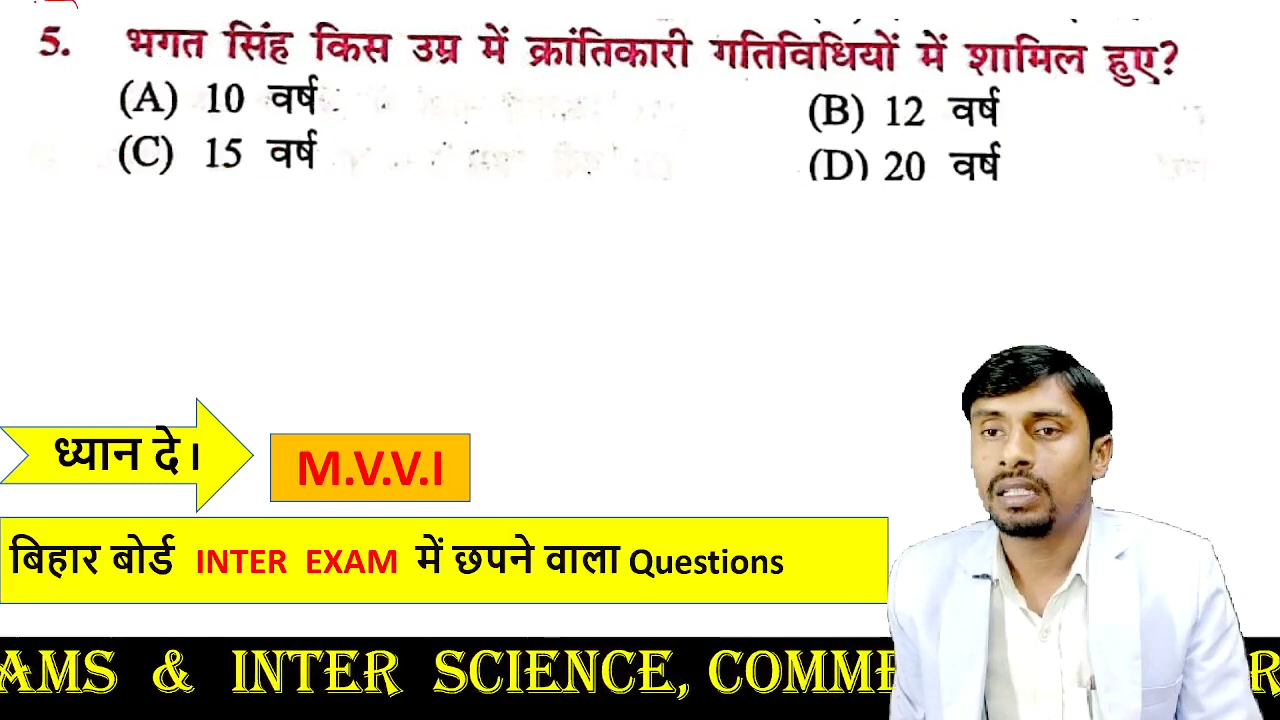 5. भगत सिंह किस उम्र में क्रांतिकारी गतिविधियों में शामिल हुए?
(A) 10 वर्ष (B) 12 वर्ष
(C) 15 वर्ष (D) 20 वर्ष
ध्यान दे।
M.V.V.I
बिहार बोर्ड INTER EXAM में छपने वाला Questions
AMS & INTER SCIENCE, COMME R